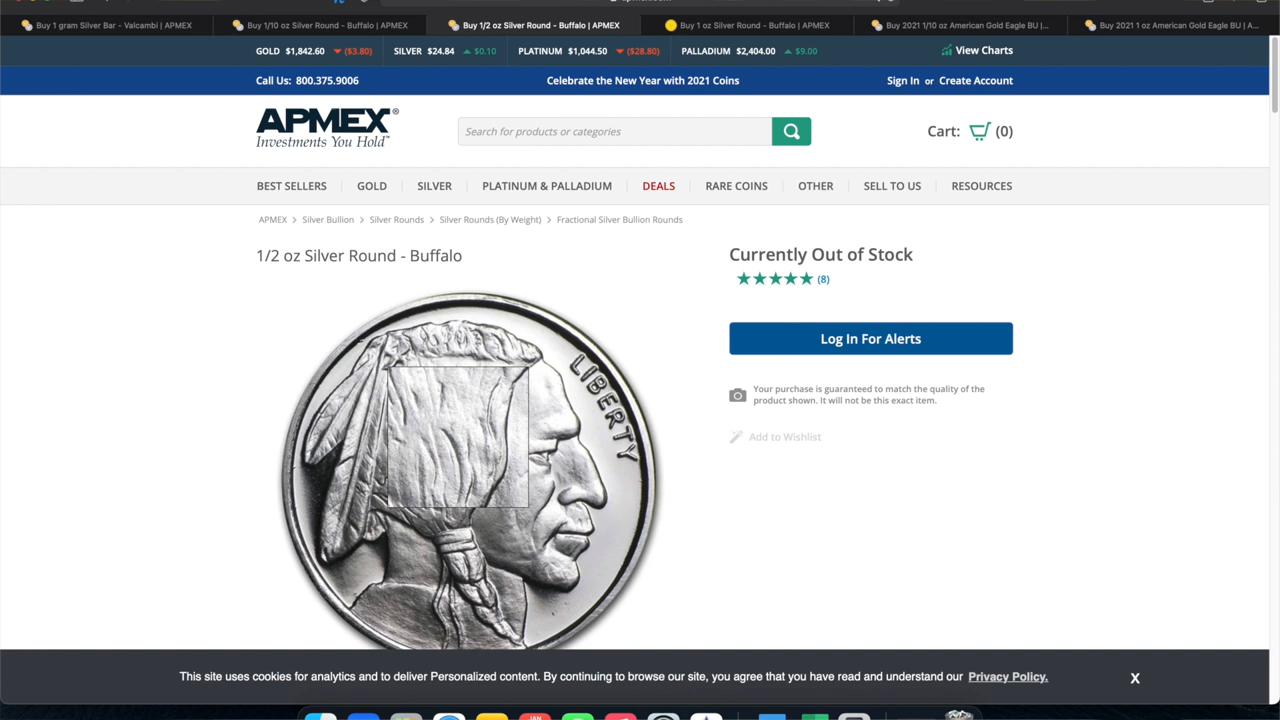 Buy 1 gram Silver Bar - Valcambi | APMEX
Buy 1/10 oz Silver Round - Buffalo | APMEX
Buy 1/2 oz Silver Round - Buffalo | APMEX
Buy 1 oz Silver Round - Buffalo | APMEX
Buy 2021 1/10 oz American Gold Eagle BU |...
Buy 2021 1 oz American Gold Eagle BU | A...
GOLD $1,842.60 ($3.80) SILVER $24.84 $0.10 PLATINUM $1,044.50 ($28.80) PALLADIUM $2,404.00 $9.00 View Charts
Call Us: 800.375.9006 Celebrate the New Year with 2021 Coins Sign In or Create Account
APMEX®
Investments You Hold™
Search for products or categories
Cart: (0)
BEST SELLERS GOLD SILVER PLATINUM & PALLADIUM DEALS RARE COINS OTHER SELL TO US RESOURCES
APMEX > Silver Bullion > Silver Rounds > Silver Rounds (By Weight) > Fractional Silver Bullion Rounds
1/2 oz Silver Round - Buffalo
Currently Out of Stock
(8)
Log In For Alerts
Your purchase is guaranteed to match the quality of the
product shown. It will not be this exact item.
Add to Wishlist
LIBERTY
This site uses cookies for analytics and to deliver Personalized content. By continuing to browse our site, you agree that you have read and understand our Privacy Policy. X
JAN